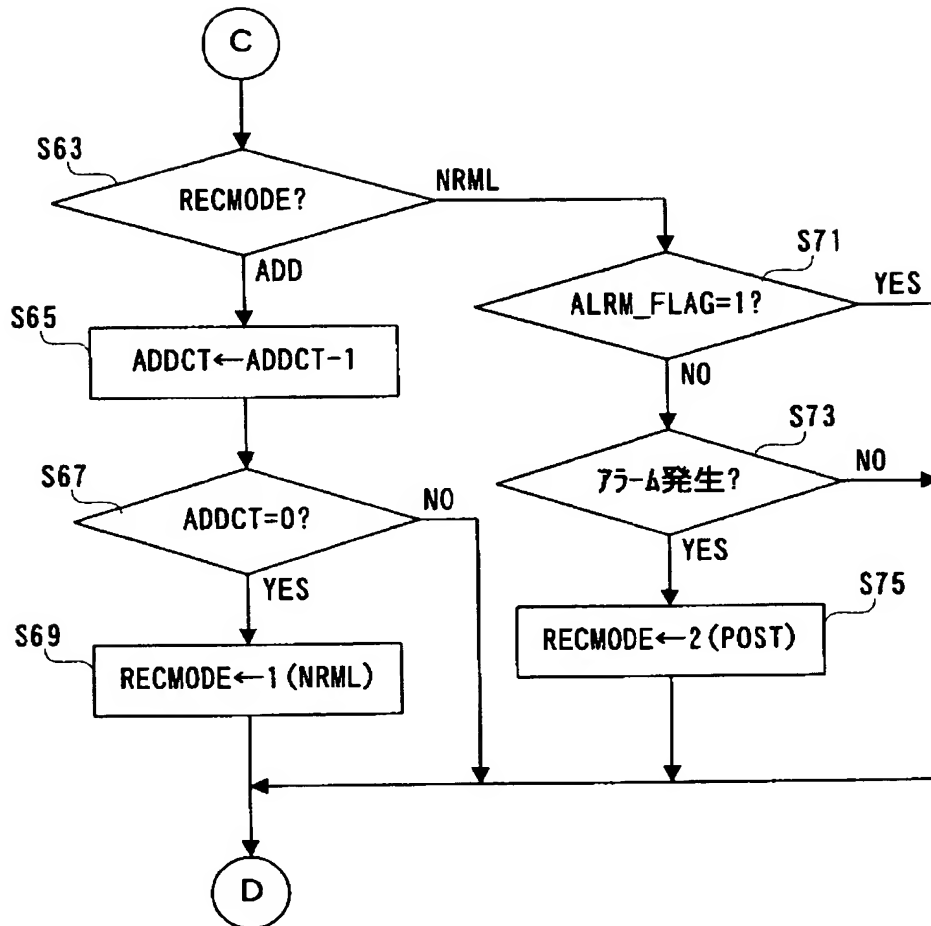 C
S63
RECMODE?
NRML
ADD
S71
ALRM_FLAG=1?
YES
NO
S65
ADDCT←ADDCT-1
S73
アラーム発生?
NO
YES
S67
ADDCT=0?
NO
YES
S75
RECMODE←2(POST)
S69
RECMODE←1(NRML)
D